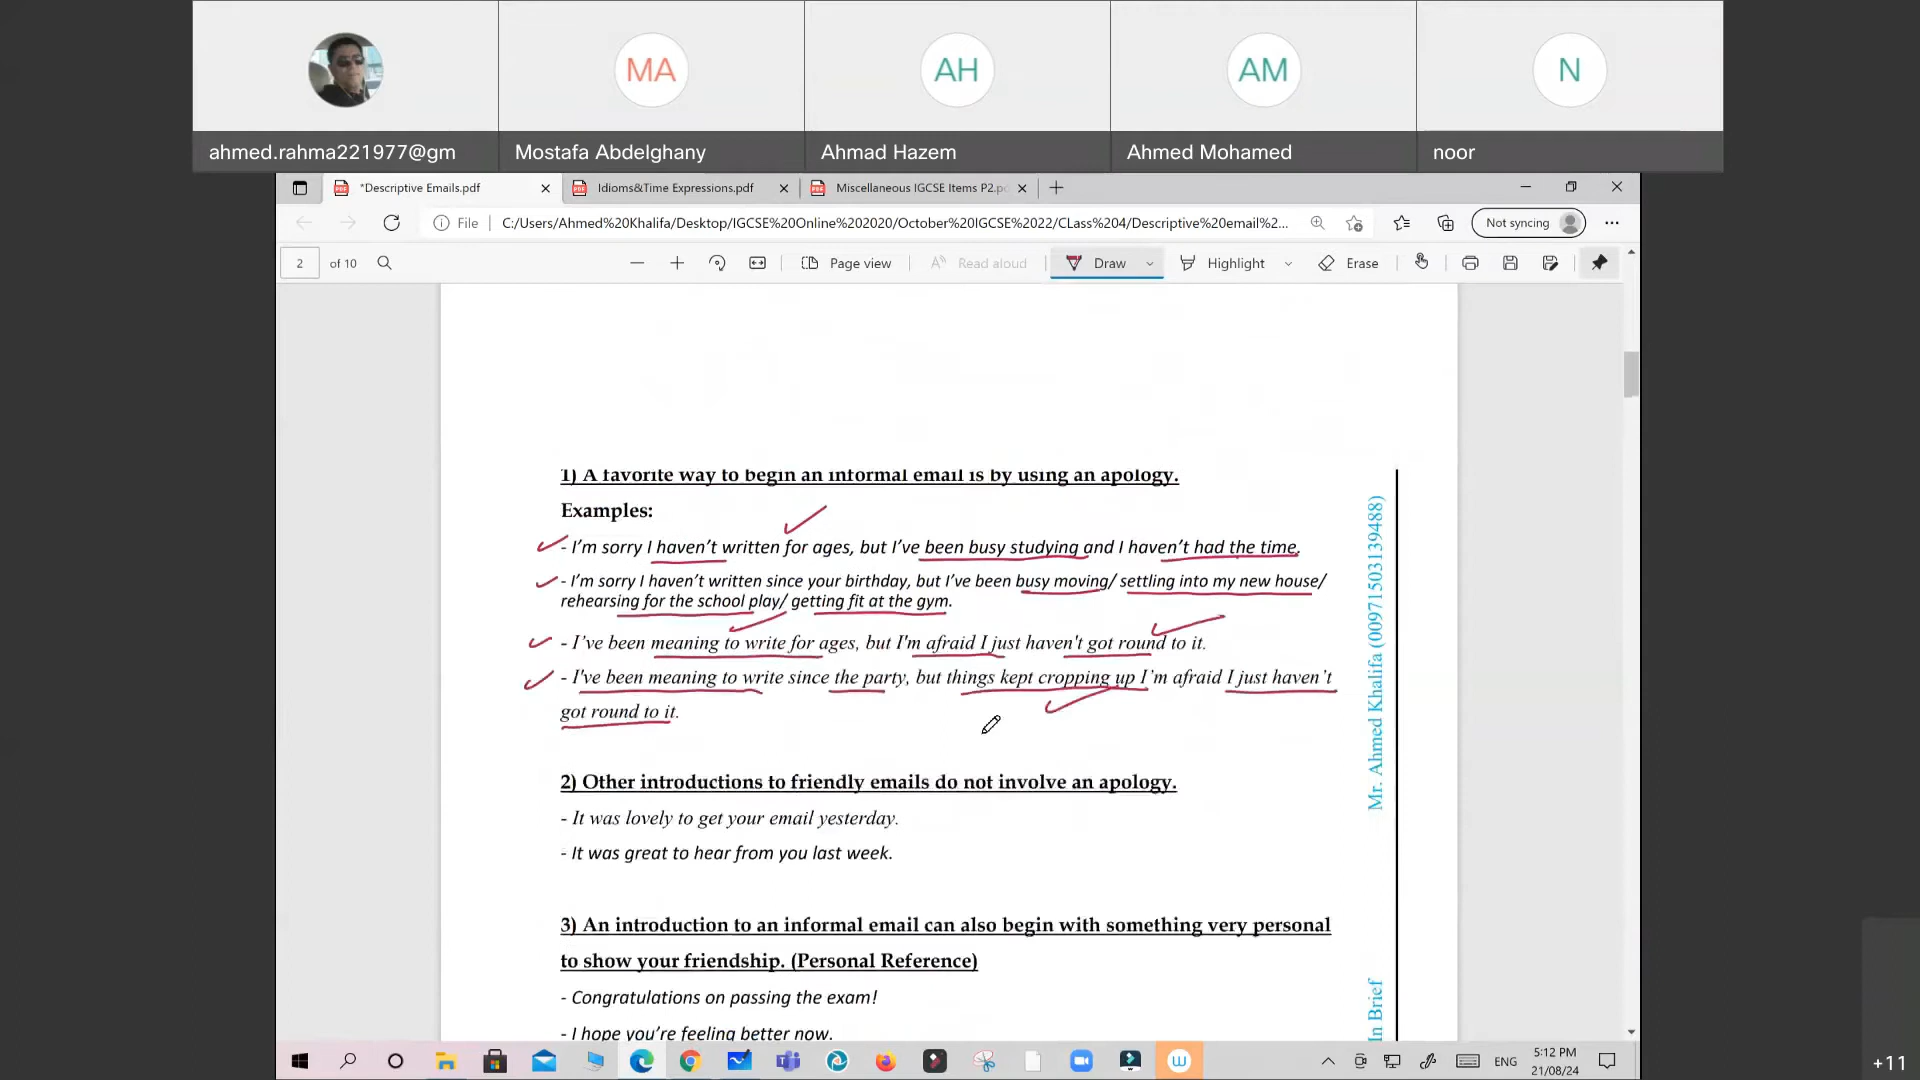 MA
AH
AM
N
ahmed.rahma221977@gm
Mostafa Abdelghany
Ahmad Hazem
Ahmed Mohamed
noor
*Descriptive Emails.pdf
Idioms&Time Expressions.pdf
Miscellaneous IGCSE Items P2.p
File
C:/Users/Ahmed%20Khalifa/Desktop/IGCSE%20Online%202020/October%20IGCSE%2022/CLass%204/Descriptive%20email%2...
Not syncing
2 of 10
Page view
Read aloud
Draw
Highlight
Erase
1) A favorite way to begin an informal email is by using an apology.
Examples:
- I’m sorry I haven’t written for ages, but I’ve been busy studying and I haven’t had the time.
- I’m sorry I haven’t written since your birthday, but I’ve been busy moving/ settling into my new house/
rehearsing for the school play/ getting fit at the gym.
- I’ve been meaning to write for ages, but I'm afraid I just haven't got round to it.
- I've been meaning to write since the party, but things kept cropping up I’m afraid I just haven’t
got round to it.
2) Other introductions to friendly emails do not involve an apology.
- It was lovely to get your email yesterday.
- It was great to hear from you last week.
3) An introduction to an informal email can also begin with something very personal
to show your friendship. (Personal Reference)
- Congratulations on passing the exam!
- I hope you’re feeling better now.
Mr. Ahmed Khalifa (00971503139488)
In Brief
ENG
5:12 PM
21/08/24
+11